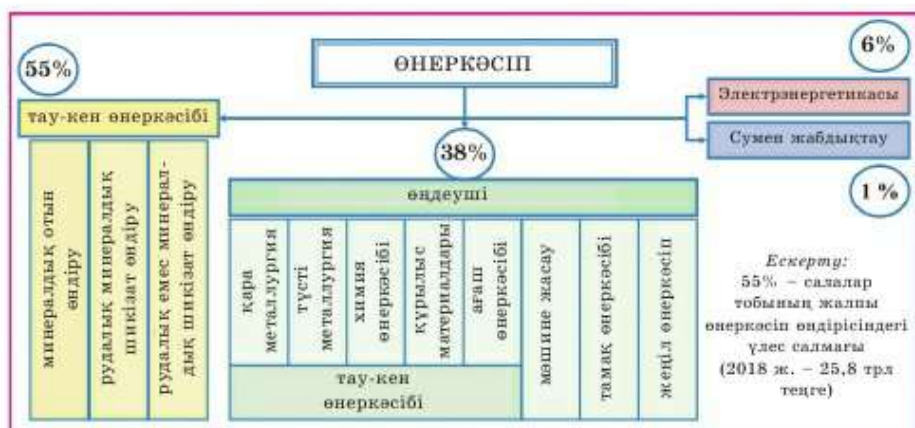 ӨНЕРКӘСІП
55%
тау-кен өнеркәсібі
минералдық отын
өндіру
рудалық минералдық
шикізат өндіру
рудалық емес минерал-
дық шикізат өндіру
38%
өңдеуші
қара
металлургия
түсті
металлургия
химия
өнеркәсібі
құрылыс
материалдары
ағаш
өнеркәсібі
мәшине жасау
тамақ өнеркәсібі
жеңіл өнеркәсіп
тау-кен
өнеркәсібі
6%
Электрэнергетикасы
Сумен жабдықтау
1 %
Ескерту:
55% – салалар
тобының жалпы
өнеркәсіп өндірісіндегі
үлес салмағы
(2018 ж. – 25,8 трл
теңге)